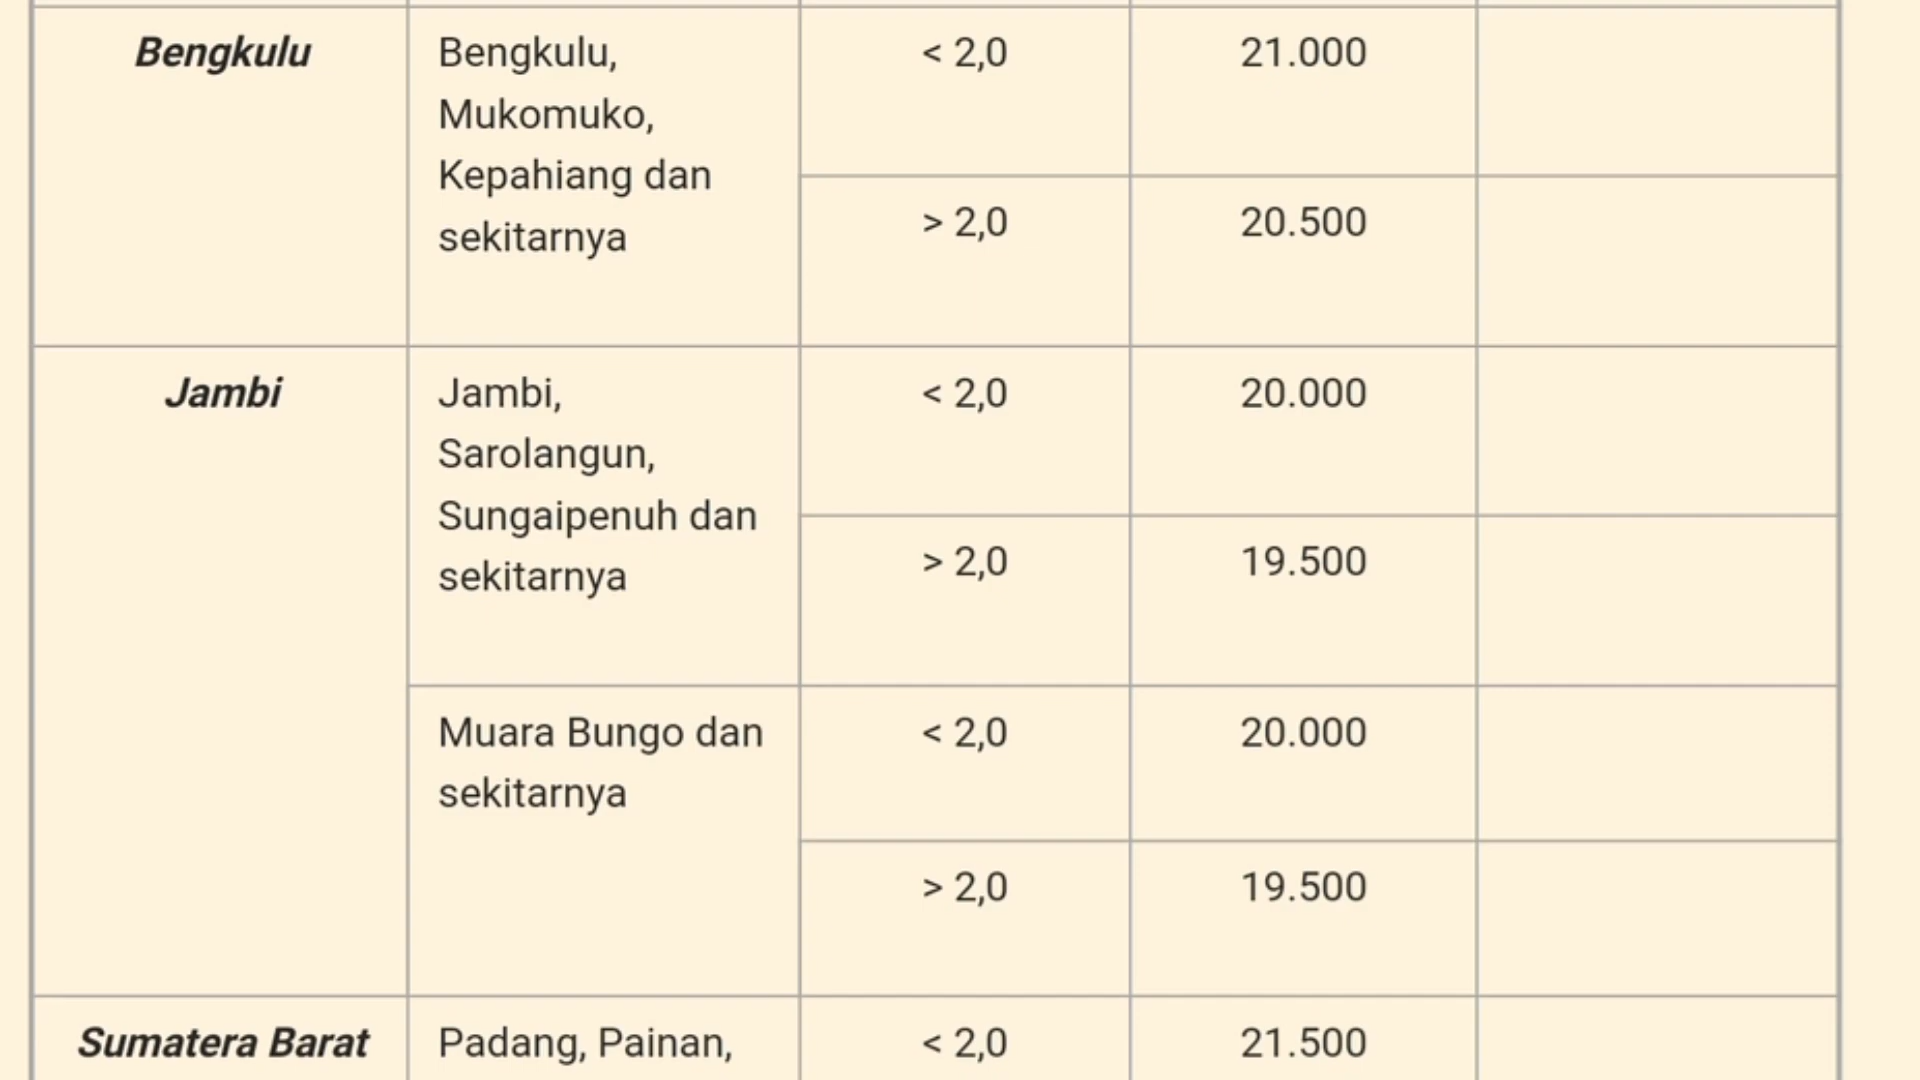 Bengkulu
Bengkulu,
Mukomuko,
Kepahiang dan
sekitarnya
< 2,0
21.000
> 2,0
20.500
Jambi
Jambi,
Sarolangun,
Sungaipenuh dan
sekitarnya
< 2,0
20.000
> 2,0
19.500
Muara Bungo dan
sekitarnya
< 2,0
20.000
> 2,0
19.500
Sumatera Barat
Padang, Painan,
< 2,0
21.500